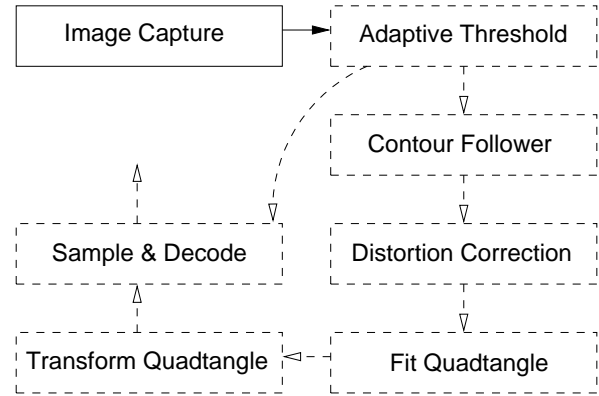 Image Capture
Adaptive Threshold
Contour Follower
Sample & Decode
Distortion Correction
Transform Quadtangle
Fit Quadtangle